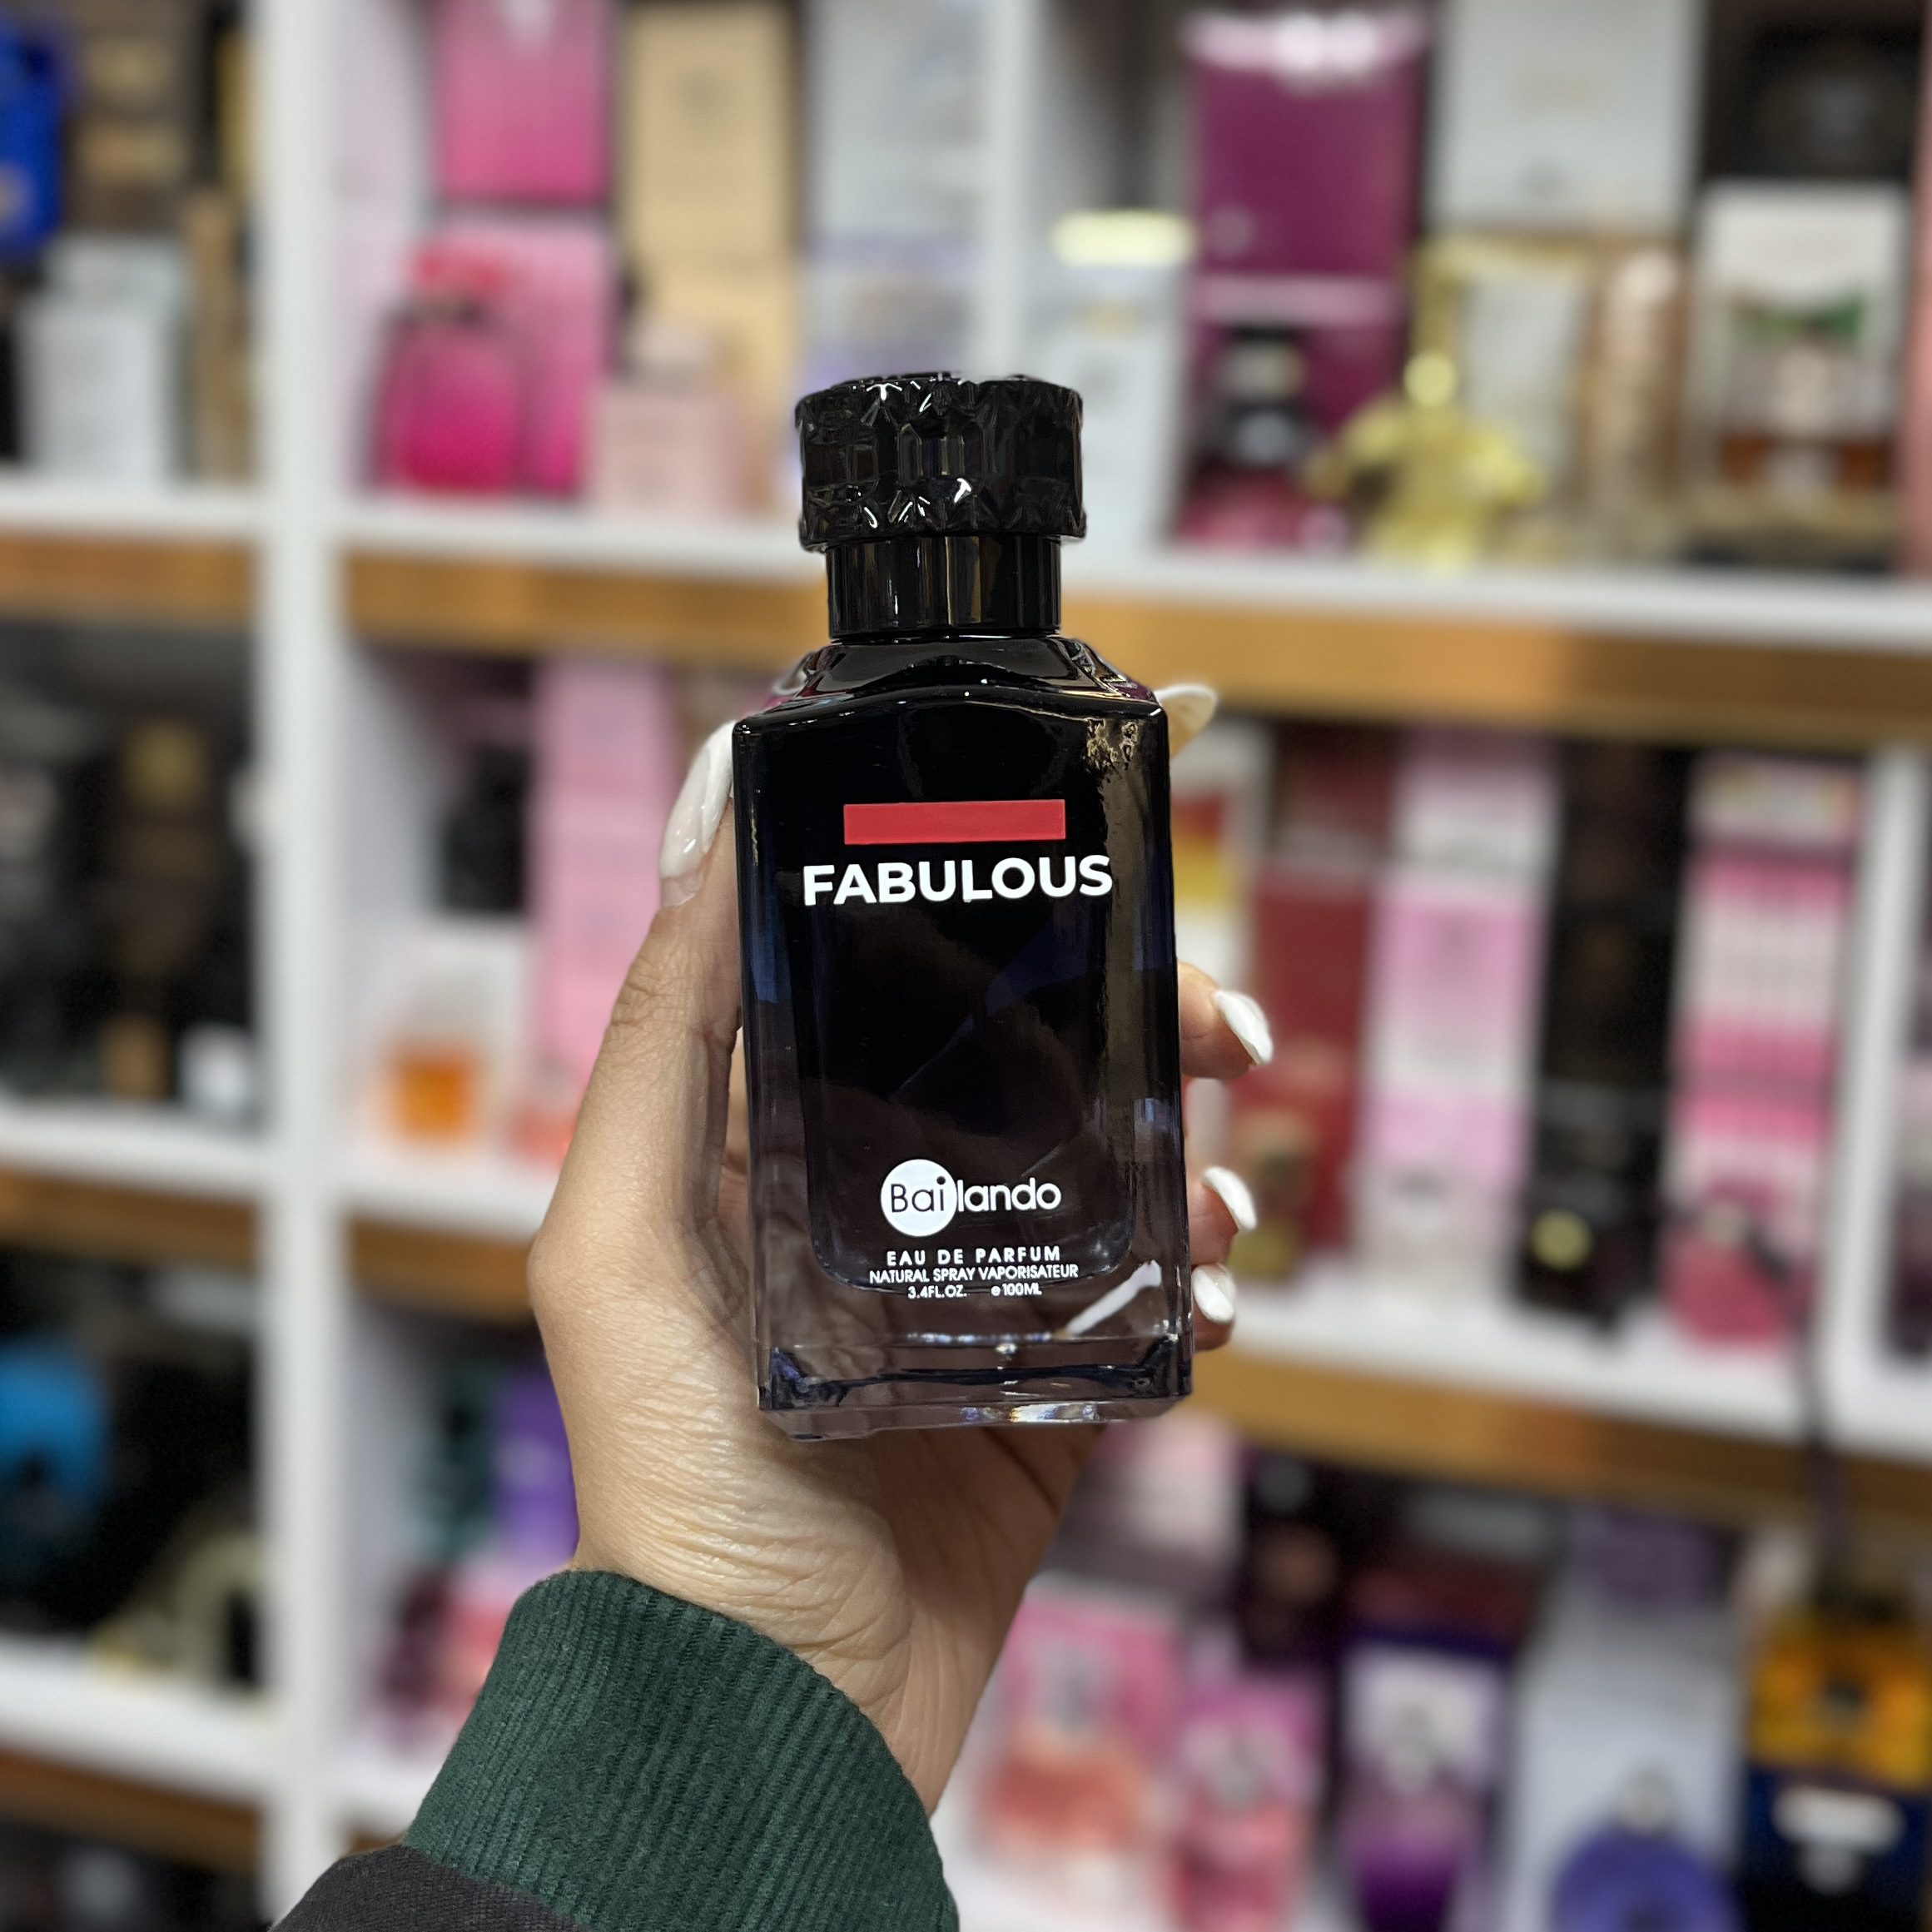 FABULOUS
Bailando
EAU DE PARFUM
NATURAL SPRAY VAPORISATEUR
3.4FL.OZ. e100ML